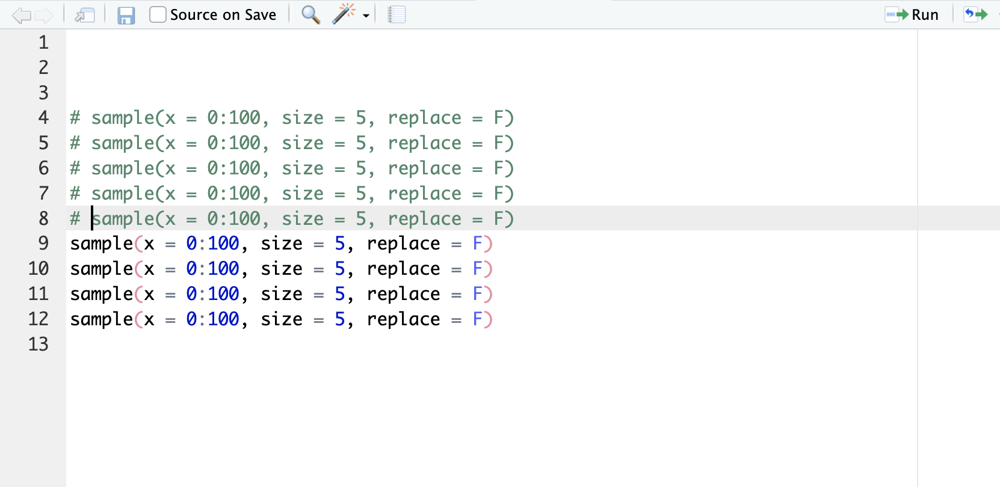 Source on Save Run
1
2
3
4 # sample(x = 0:100, size = 5, replace = F)
5 # sample(x = 0:100, size = 5, replace = F)
6 # sample(x = 0:100, size = 5, replace = F)
7 # sample(x = 0:100, size = 5, replace = F)
8 # sample(x = 0:100, size = 5, replace = F)
9 sample(x = 0:100, size = 5, replace = F)
10 sample(x = 0:100, size = 5, replace = F)
11 sample(x = 0:100, size = 5, replace = F)
12 sample(x = 0:100, size = 5, replace = F)
13